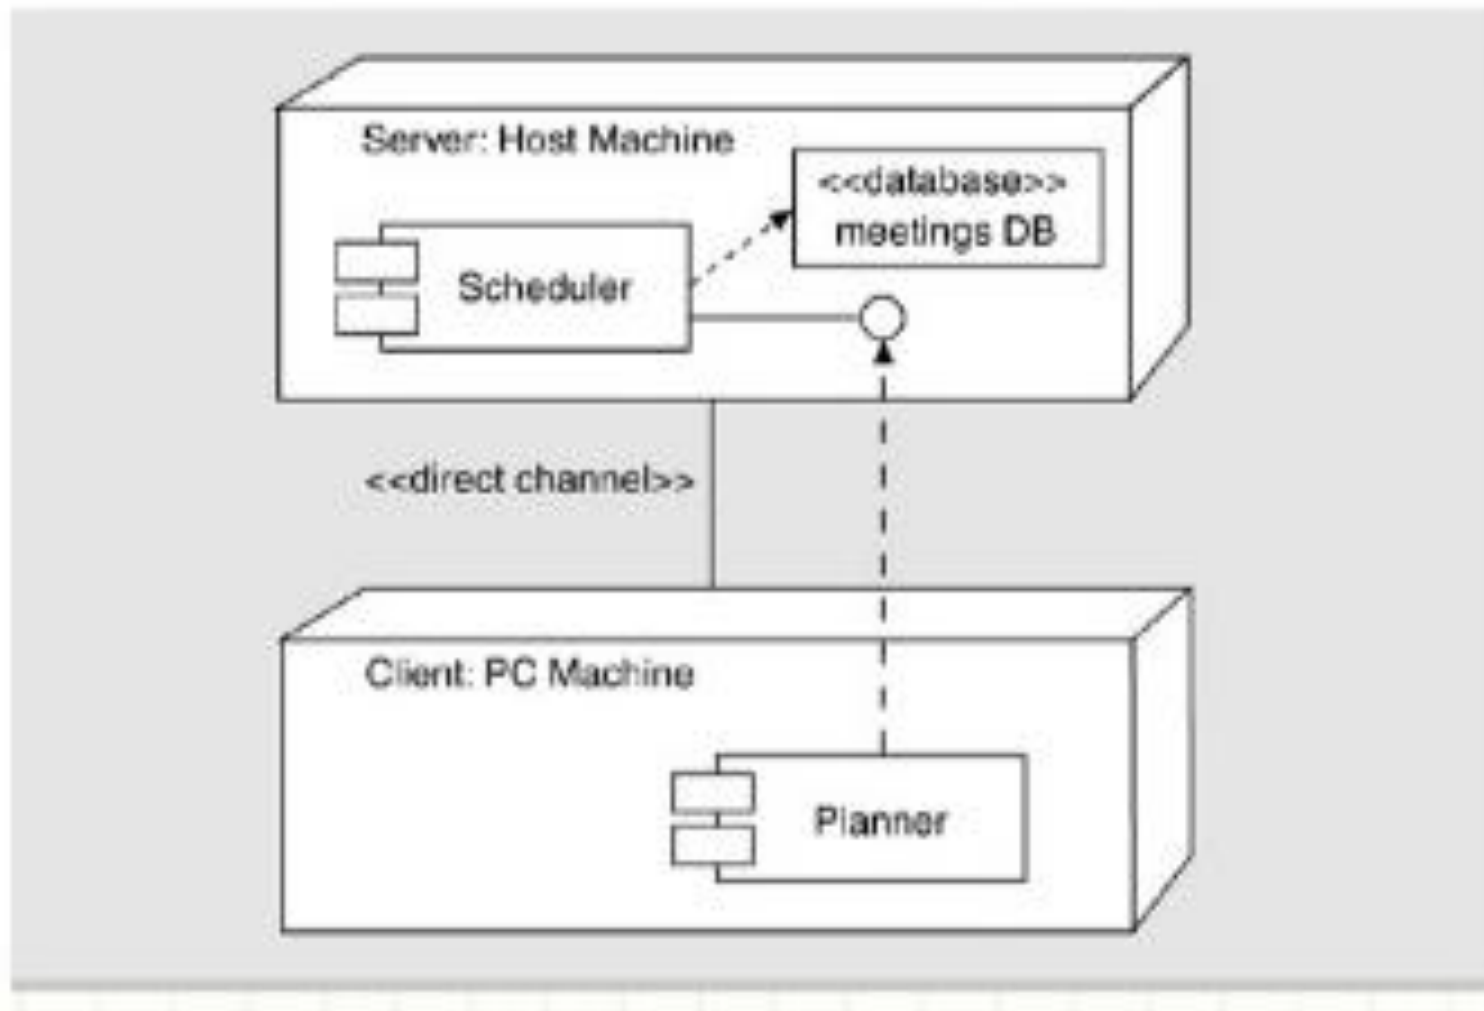 Server: Host Machine
<<database>>
meetings DB
Scheduler
<<direct channel>>
Client: PC Machine
Planner